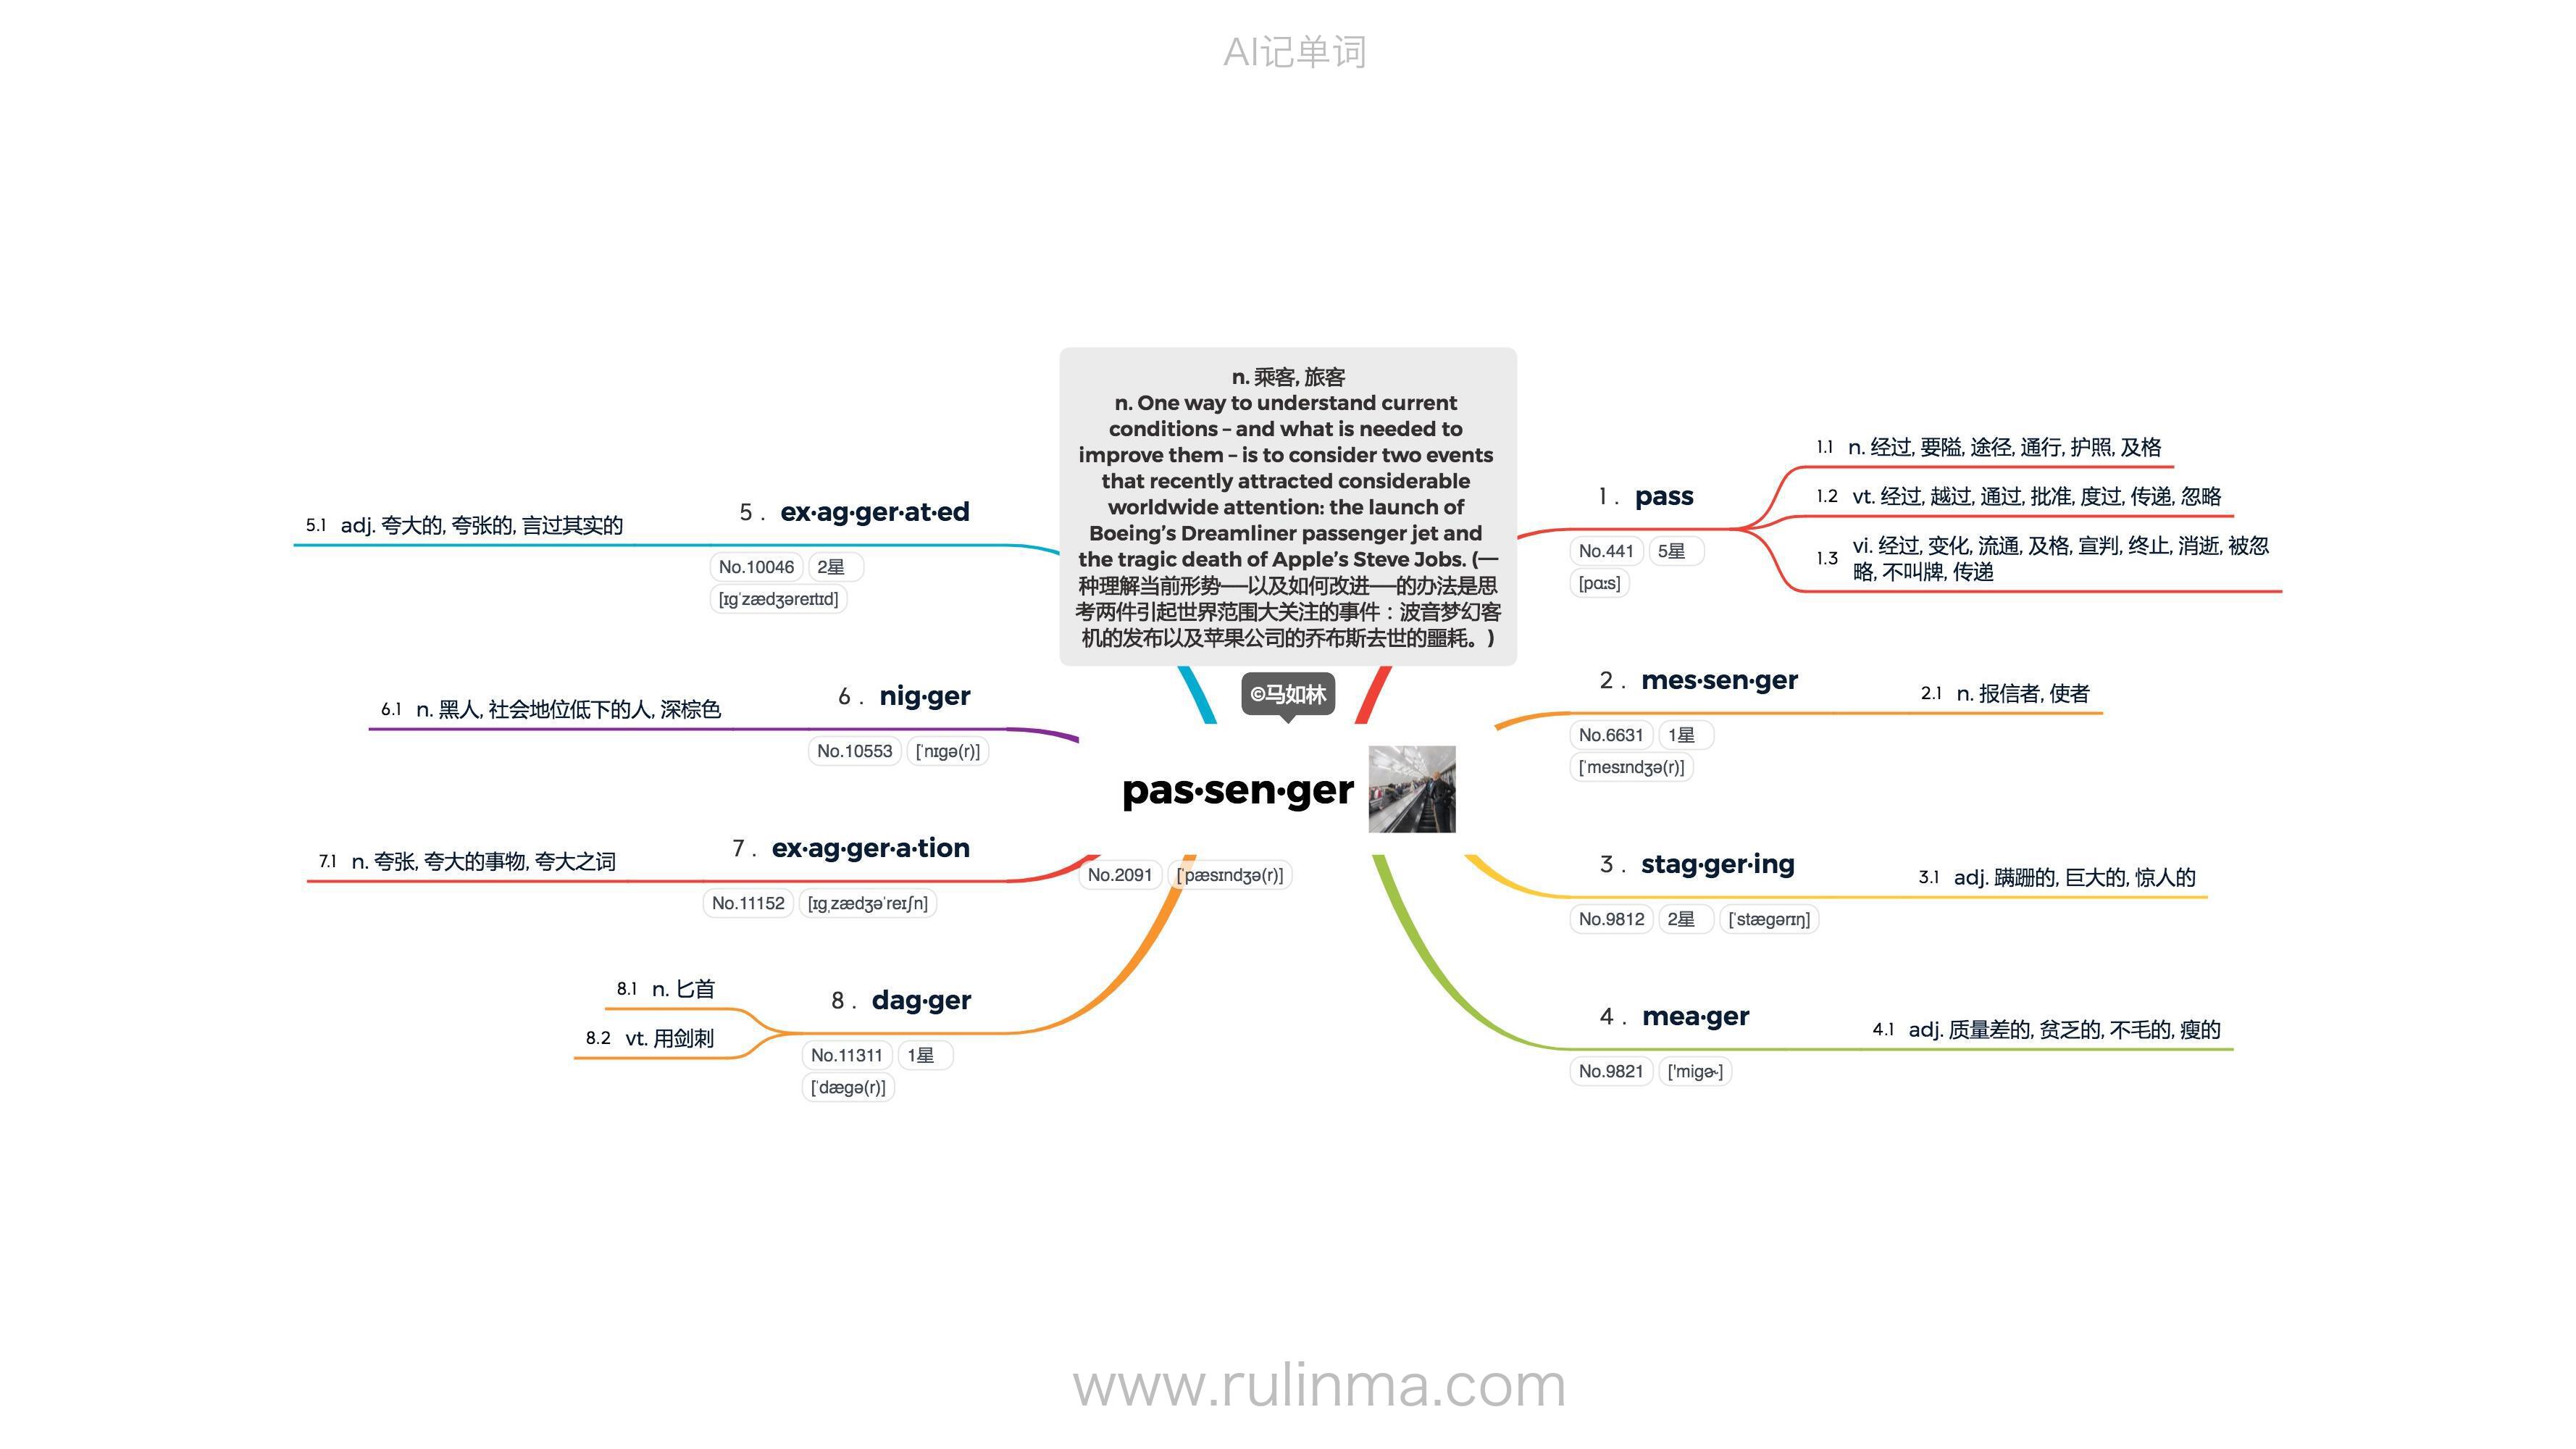 AI记单词
n. 乘客, 旅客
n. One way to understand current
conditions – and what is needed to
improve them – is to consider two events
that recently attracted considerable
worldwide attention: the launch of
Boeing’s Dreamliner passenger jet and
the tragic death of Apple’s Steve Jobs. (一
种理解当前形势——以及如何改进——的办法是思
考两件引起世界范围大关注的事件：波音梦幻客
机的发布以及苹果公司的乔布斯去世的噩耗。)
©马如林
pas·sen·ger
No.2091 [ˈpæsɪndʒə(r)]
1 . pass
No.441 5星
[pɑːs]
1.1 n. 经过, 要隘, 途径, 通行, 护照, 及格
1.2 vt. 经过, 越过, 通过, 批准, 度过, 传递, 忽略
1.3 vi. 经过, 变化, 流通, 及格, 宣判, 终止, 消逝, 被忽
略, 不叫牌, 传递
2 . mes·sen·ger
No.6631 1星
[ˈmesɪndʒə(r)]
2.1 n. 报信者, 使者
3 . stag·ger·ing
No.9812 2星 [ˈstægərɪŋ]
3.1 adj. 蹒跚的, 巨大的, 惊人的
4 . mea·ger
No.9821 ['migɚ]
4.1 adj. 质量差的, 贫乏的, 不毛的, 瘦的
5 . ex·ag·ger·at·ed
No.10046 2星
[ɪgˈzædʒəreɪtɪd]
5.1 adj. 夸大的, 夸张的, 言过其实的
6 . nig·ger
No.10553 [ˈnɪgə(r)]
6.1 n. 黑人, 社会地位低下的人, 深棕色
7 . ex·ag·ger·a·tion
No.11152 [ɪgˌzædʒəˈreɪʃn]
7.1 n. 夸张, 夸大的事物, 夸大之词
8 . dag·ger
No.11311 1星
[ˈdægə(r)]
8.1 n. 匕首
8.2 vt. 用剑刺
www.rulinma.com